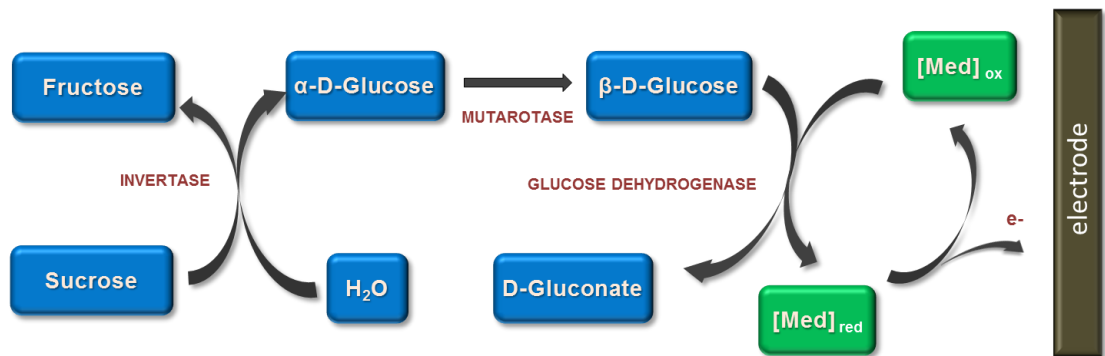 Fructose
α-D-Glucose
β-D-Glucose
[Med] ox
MUTAROTASE
INVERTASE
GLUCOSE DEHYDROGENASE
e-
electrode
Sucrose
H₂O
D-Gluconate
[Med] red